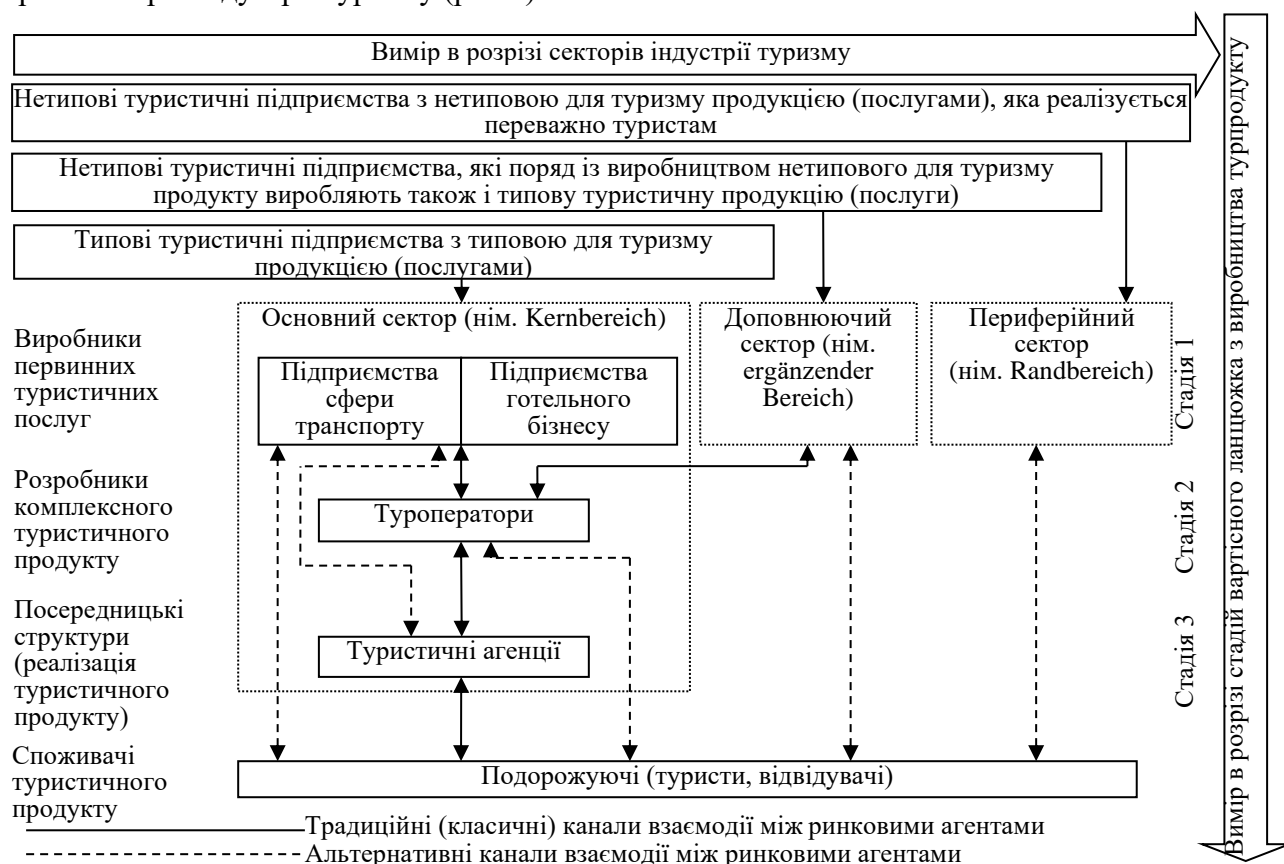 Вимір в розрізі секторів індустрії туризму
Нетипові туристичні підприємства з нетиповою для туризму продукцією (послугами), яка реалізується
переважно туристам
Нетипові туристичні підприємства, які поряд із виробництвом нетипового для туризму
продукту виробляють також і типову туристичну продукцію (послуги)
Типові туристичні підприємства з типовою для туризму
продукцією (послугами)
Виробники
первинних
туристичних
послуг
Основний сектор (нім. Kernbereich)
Підприємства
сфери
транспорту
Підприємства
готельного
бізнесу
Доповнюючий
сектор (нім.
ergänzender
Bereich)
Периферійний
сектор
(нім. Randbereich)
Стадія 1
Розробники
комплексного
туристичного
продукту
Туроператори
Стадія 2
Посередницькі
структури
(реалізація
туристичного
продукту)
Туристичні агенції
Стадія 3
Споживачі
туристичного
продукту
Подорожуючі (туристи, відвідувачі)
Традиційні (класичні) канали взаємодії між ринковими агентами
Альтернативні канали взаємодії між ринковими агентами
Вимір в розрізі стадій вартісного ланцюжка з виробництва турпродукту